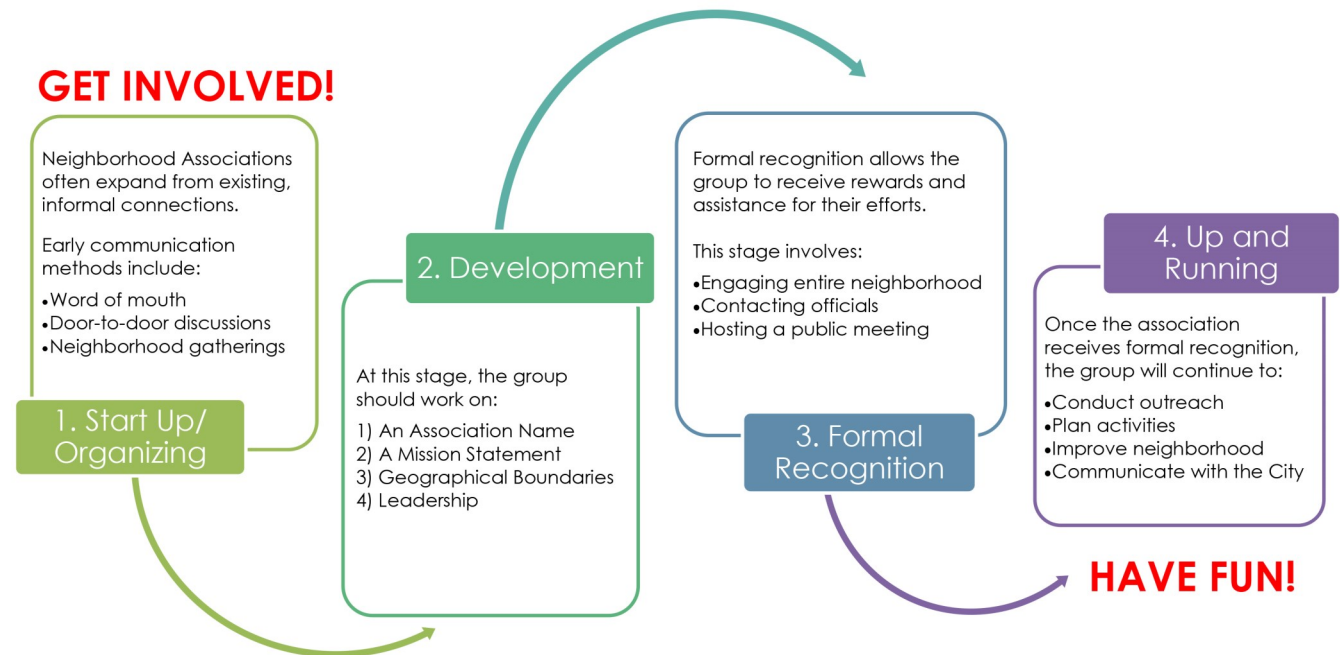 GET INVOLVED!
Neighborhood Associations
often expand from existing,
informal connections.
Early communication
methods include:
•Word of mouth
•Door-to-door discussions
•Neighborhood gatherings
1. Start Up/
Organizing
2. Development
At this stage, the group
should work on:
1) An Association Name
2) A Mission Statement
3) Geographical Boundaries
4) Leadership
Formal recognition allows the
group to receive rewards and
assistance for their efforts.
This stage involves:
•Engaging entire neighborhood
•Contacting officials
•Hosting a public meeting
3. Formal
Recognition
4. Up and
Running
Once the association
receives formal recognition,
the group will continue to:
•Conduct outreach
•Plan activities
•Improve neighborhood
•Communicate with the City
HAVE FUN!